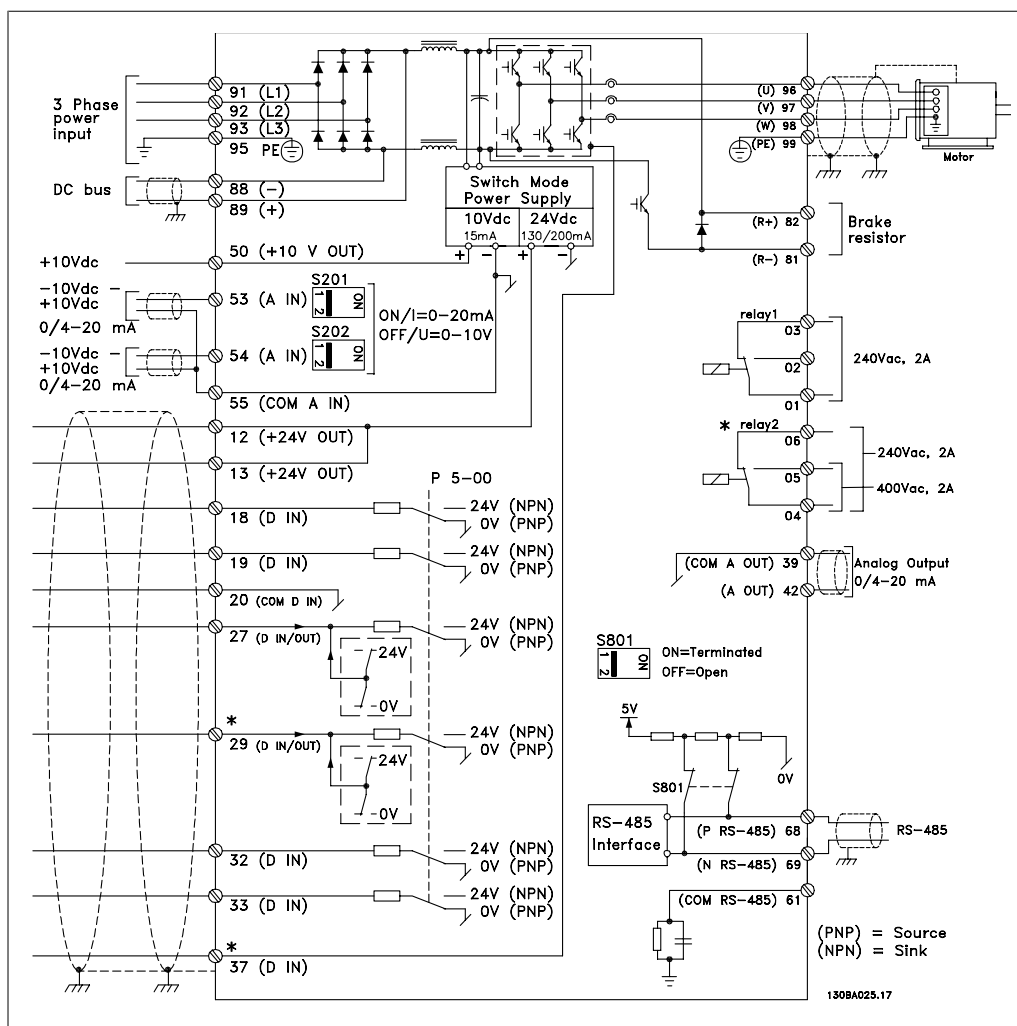 3 Phase
power
input
91 (L1)
92 (L2)
93 (L3)
95 PE
DC bus
88 (−)
89 (+)
Switch Mode
Power Supply
10Vdc
15mA
24Vdc
130/200mA
+ − + −
+10Vdc
50 (+10 V OUT)
−10Vdc −
+10Vdc
0/4−20 mA
53 (A IN)
S201
1 2
ON
−10Vdc −
+10Vdc
0/4−20 mA
54 (A IN)
S202
1 2
ON
ON/I=0−20mA
OFF/U=0−10V
55 (COM A IN)
12 (+24V OUT)
13 (+24V OUT)
P 5-00
18 (D IN)
24V (NPN)
0V (PNP)
19 (D IN)
24V (NPN)
0V (PNP)
20 (COM D IN)
27 (D IN/OUT)
24V (NPN)
0V (PNP)
24V
0V
*
29 (D IN/OUT)
24V (NPN)
0V (PNP)
24V
0V
32 (D IN)
24V (NPN)
0V (PNP)
33 (D IN)
24V (NPN)
0V (PNP)
*
37 (D IN)
(U) 96
(V) 97
(W) 98
(PE) 99
Motor
(R+) 82
(R−) 81
Brake
resistor
relay1
03
02
01
240Vac, 2A
* relay2
06
05
04
240Vac, 2A
400Vac, 2A
(COM A OUT) 39
(A OUT) 42
Analog Output
0/4−20 mA
S801
1 2
ON
ON=Terminated
OFF=Open
5V
S801
0V
RS-485
Interface
(P RS-485) 68
(N RS-485) 69
(COM RS-485) 61
RS-485
(PNP) = Source
(NPN) = Sink
130BA025.17